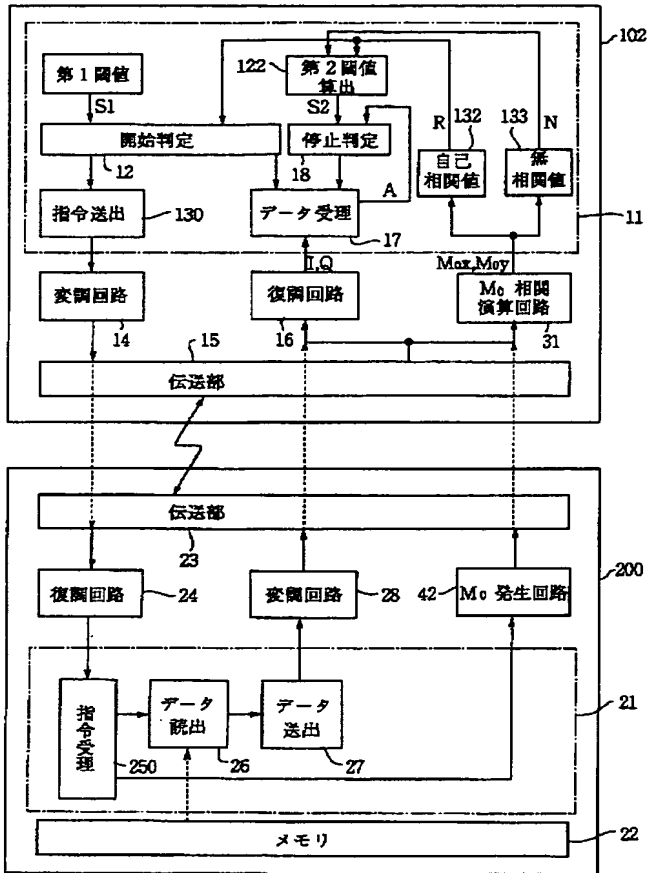 102
122
第1閾値
第2閾値
算出
S1
S2
R
132
133
N
開始判定
停止判定
自己
相関値
無
相関値
12
18
A
指令送出
130
データ受理
17
11
I,Q
M0x,M0y
変調回路
14
復調回路
16
M0 相関
演算回路
31
15
伝送部
伝送部
23
復調回路
24
変調回路
28
42
M0 発生回路
200
指令受理
250
データ
読出
26
データ
送出
27
21
メモリ
22